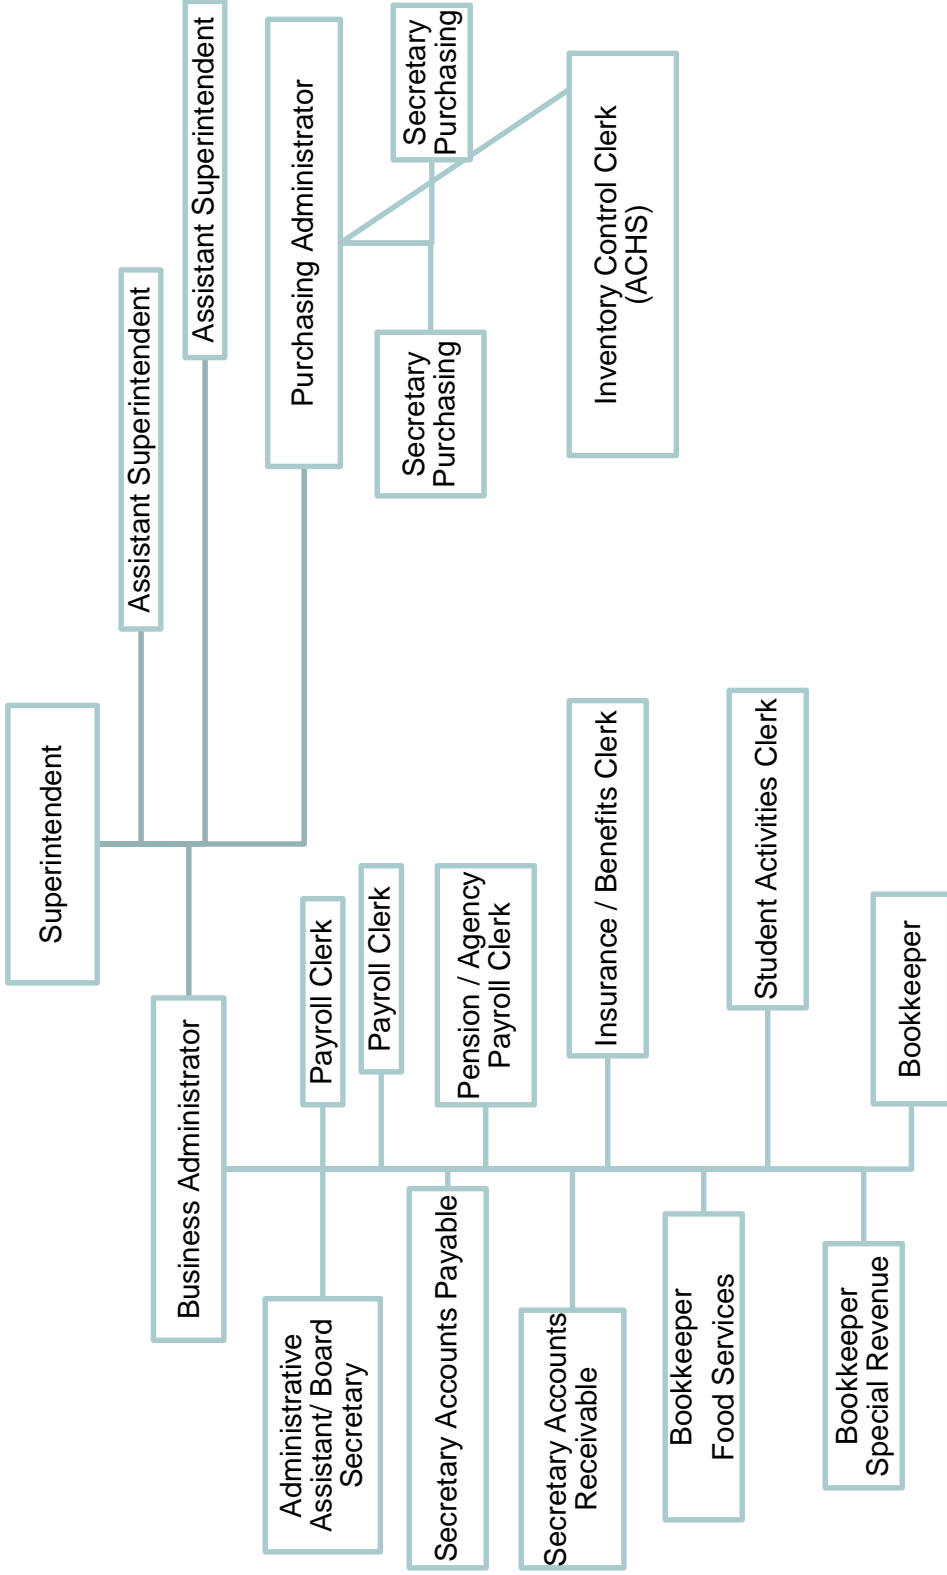 Superintendent
Assistant Superintendent
Assistant Superintendent
Business Administrator
Purchasing Administrator
Administrative
Assistant/ Board
Secretary
Payroll Clerk
Payroll Clerk
Secretary Accounts Payable
Pension / Agency
Payroll Clerk
Secretary Accounts
Receivable
Insurance / Benefits Clerk
Bookkeeper
Food Services
Student Activities Clerk
Bookkeeper
Special Revenue
Bookkeeper
Secretary
Purchasing
Secretary
Purchasing
Inventory Control Clerk
(ACHS)